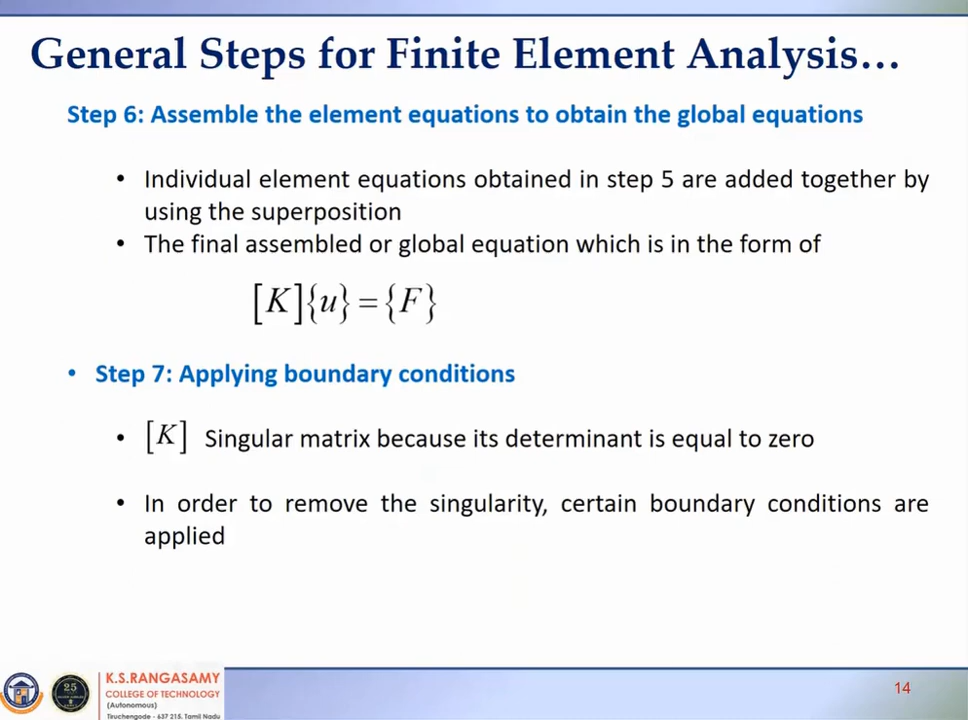 General Steps for Finite Element Analysis...
Step 6: Assemble the element equations to obtain the global equations
• Individual element equations obtained in step 5 are added together by
using the superposition
• The final assembled or global equation which is in the form of
[K]{u}={F}
• Step 7: Applying boundary conditions
• [K] Singular matrix because its determinant is equal to zero
• In order to remove the singularity, certain boundary conditions are
applied
25
K.S.RANGASAMY
COLLEGE OF TECHNOLOGY
(Autonomous)
Tiruchengode - 637 215. Tamil Nadu
14